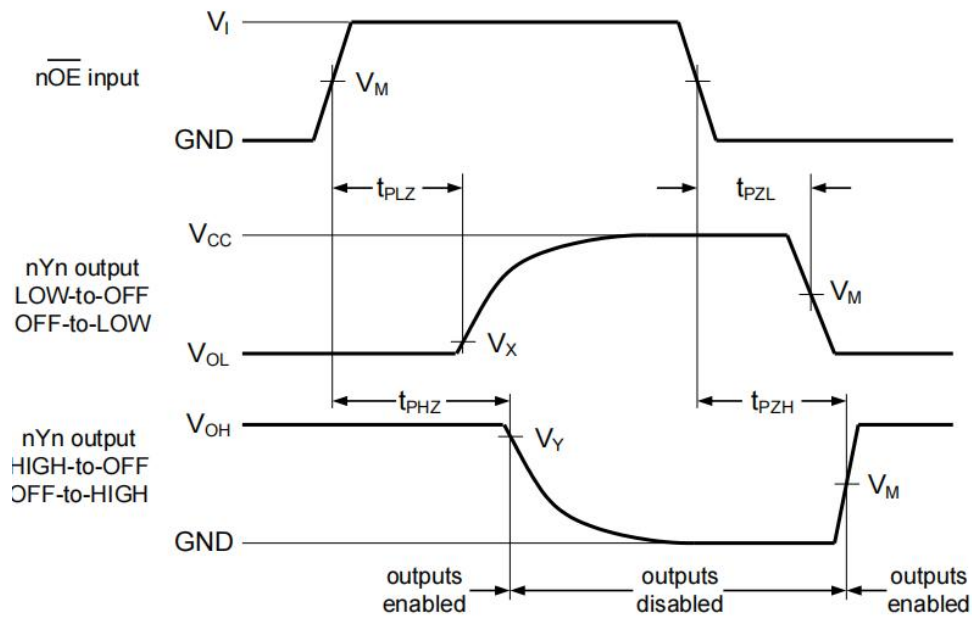 V_I
nOE input
V_M
GND
t_PLZ
t_PZL
V_CC
nYn output
LOW-to-OFF
OFF-to-LOW
V_M
V_X
V_OL
t_PHZ
t_PZH
V_OH
nYn output
HIGH-to-OFF
OFF-to-HIGH
V_Y
V_M
GND
outputs
enabled
outputs
disabled
outputs
enabled